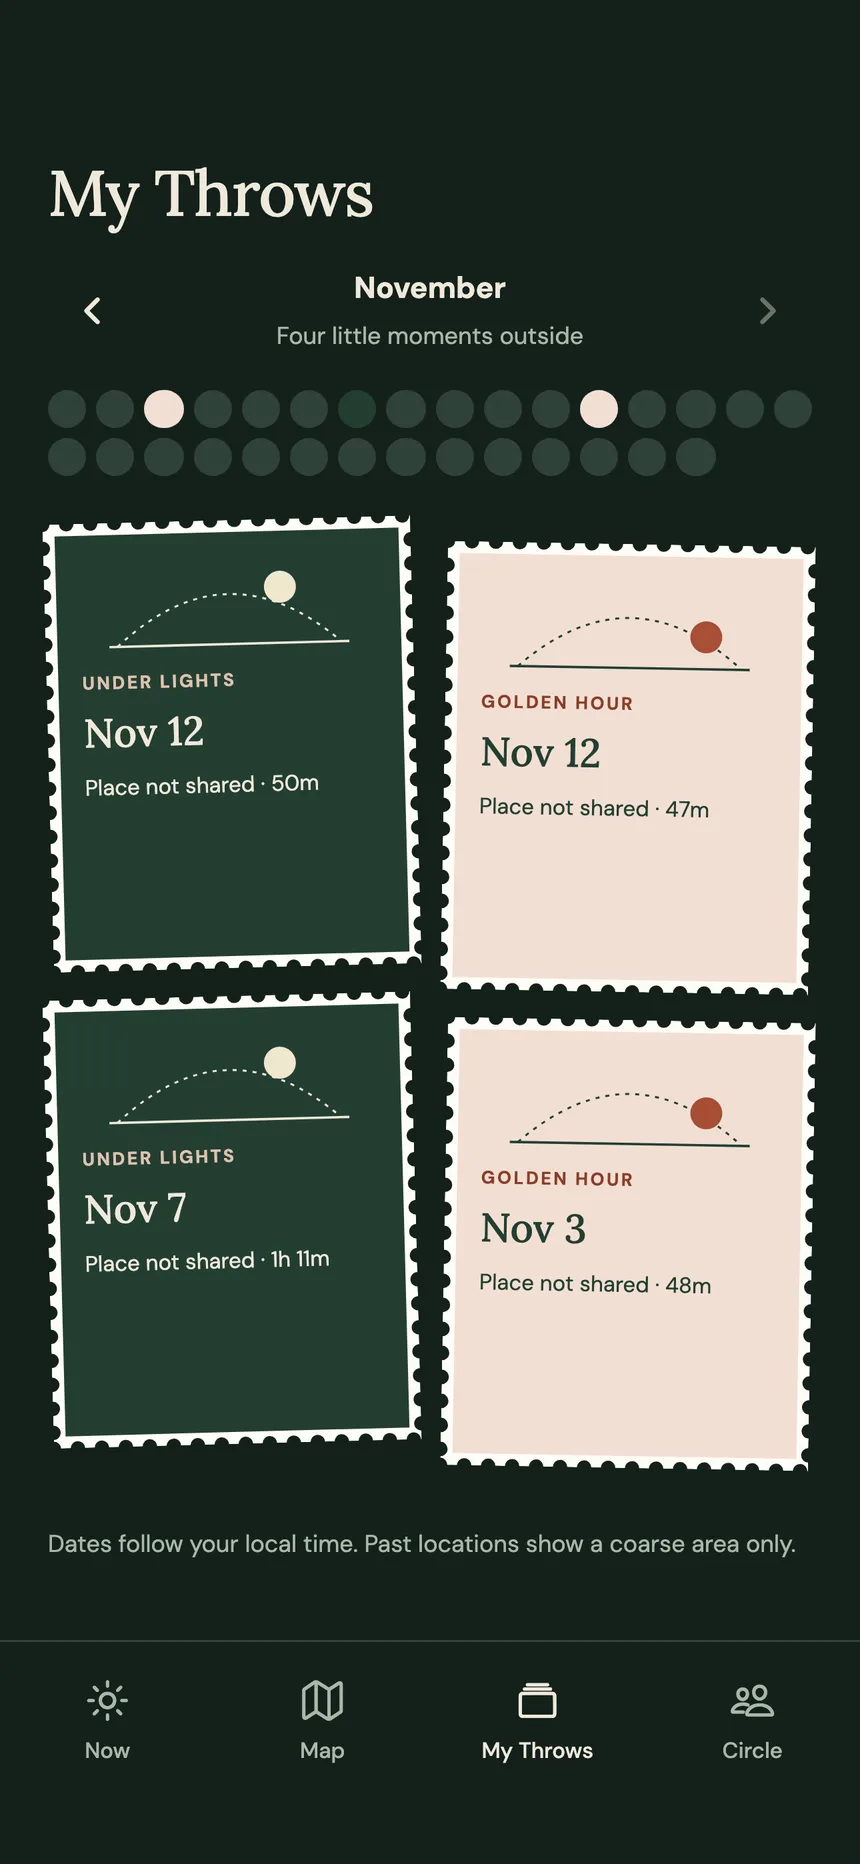 My Throws
November
Four little moments outside
UNDER LIGHTS
Nov 12
Place not shared · 50m
GOLDEN HOUR
Nov 12
Place not shared · 47m
UNDER LIGHTS
Nov 7
Place not shared · 1h 11m
GOLDEN HOUR
Nov 3
Place not shared · 48m
Dates follow your local time. Past locations show a coarse area only.
Now
Map
My Throws
Circle